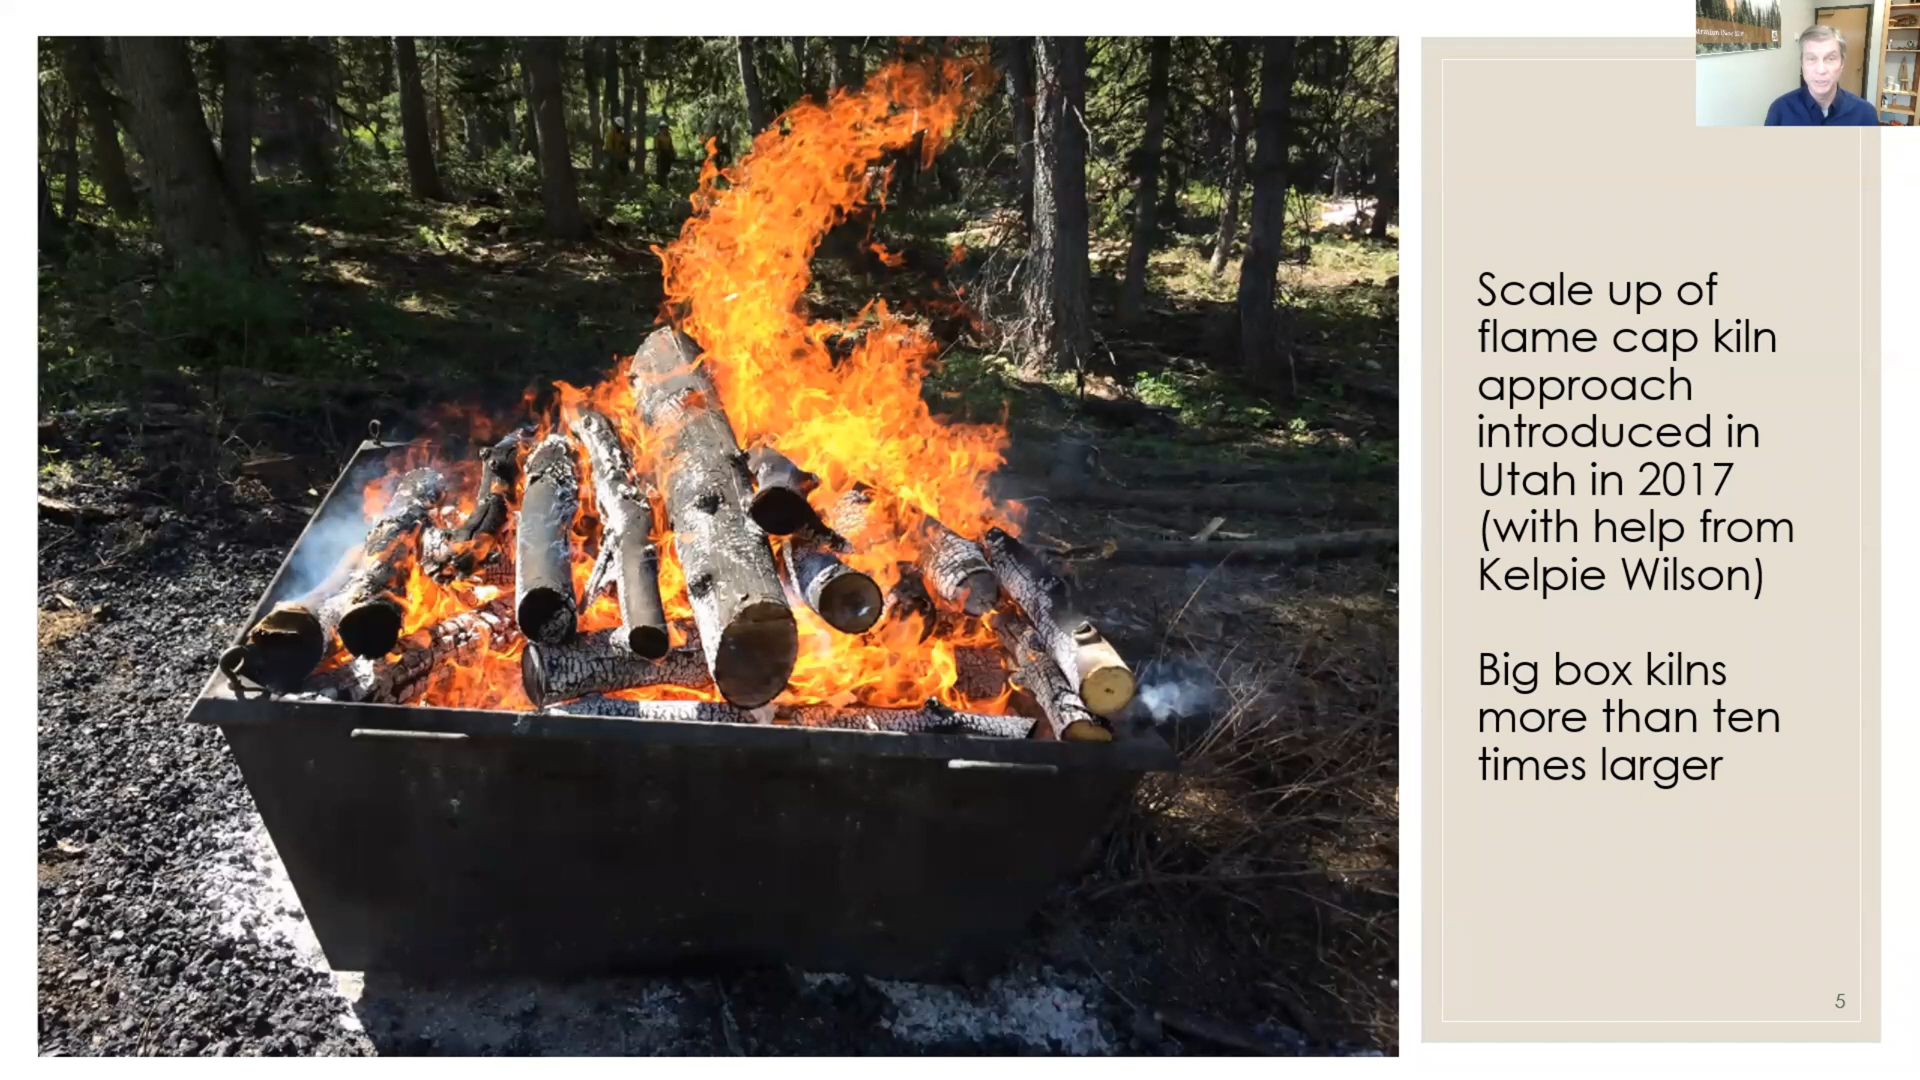 Scale up of
flame cap kiln
approach
introduced in
Utah in 2017
(with help from
Kelpie Wilson)
Big box kilns
more than ten
times larger
5